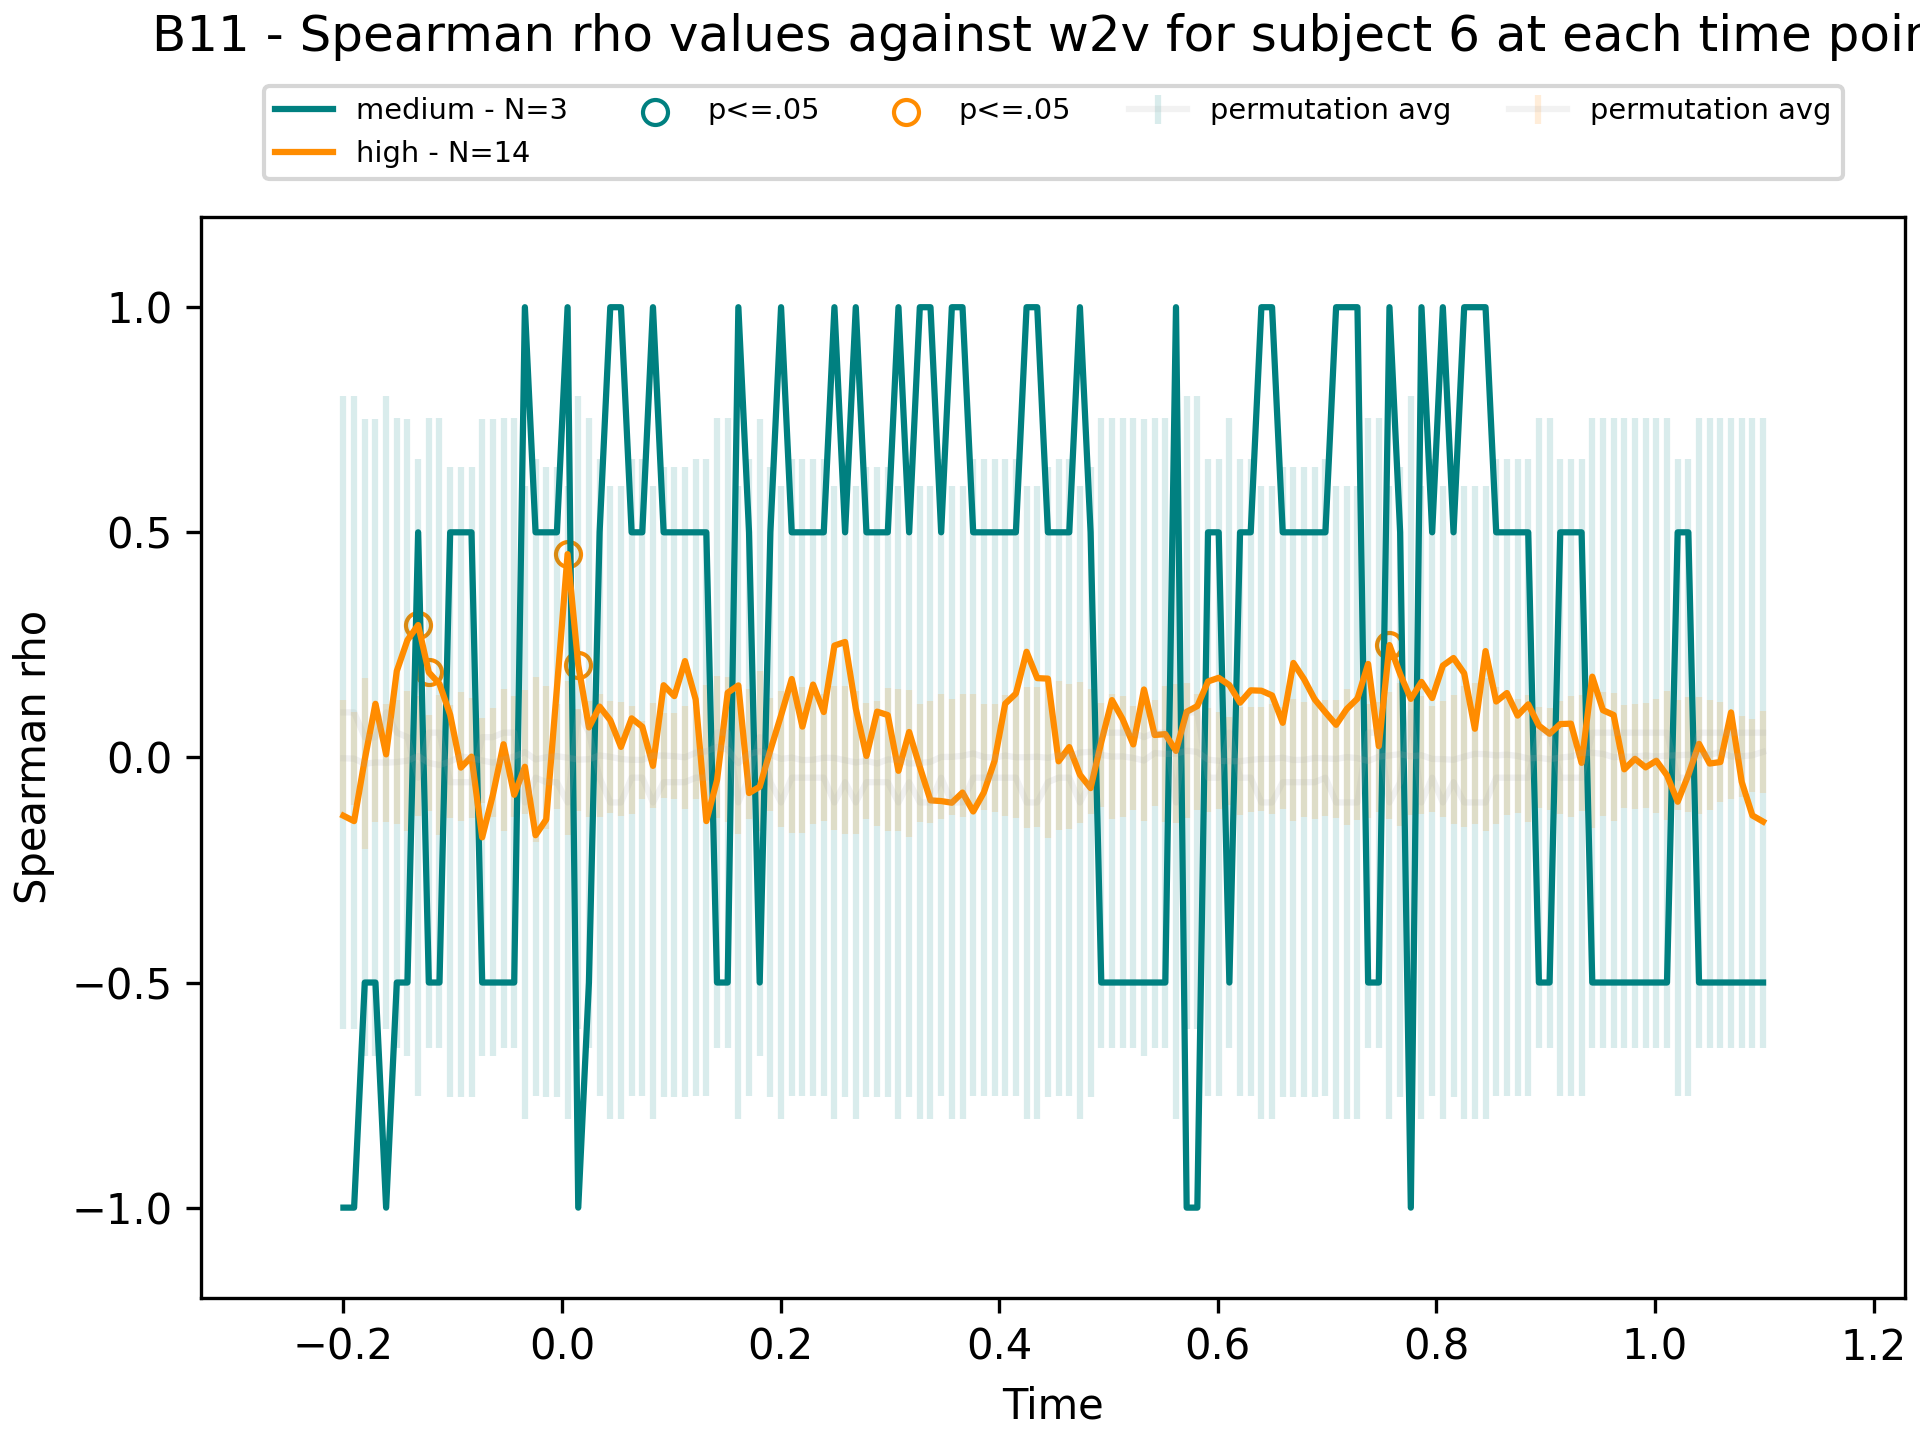 B11 - Spearman rho values against w2v for subject 6 at each time poin
medium - N=3
high - N=14
p<=.05
p<=.05
permutation avg
permutation avg
Spearman rho
1.0
0.5
0.0
−0.5
−1.0
−0.2 0.0 0.2 0.4 0.6 0.8 1.0 1.2
Time